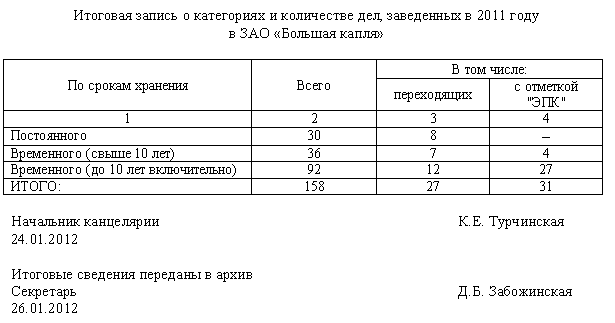 Итоговая запись о категориях и количестве дел, заведенных в 2011 году
в ЗАО «Большая капля»
По срокам хранения Всего В том числе:
переходящих с отметкой "ЭПК"
1 2 3 4
Постоянного 30 8 –
Временного (свыше 10 лет) 36 7 4
Временного (до 10 лет включительно) 92 12 27
ИТОГО: 158 27 31
Начальник канцелярии К.Е. Турчинская
24.01.2012
Итоговые сведения переданы в архив
Секретарь Д.Б. Забожинская
26.01.2012